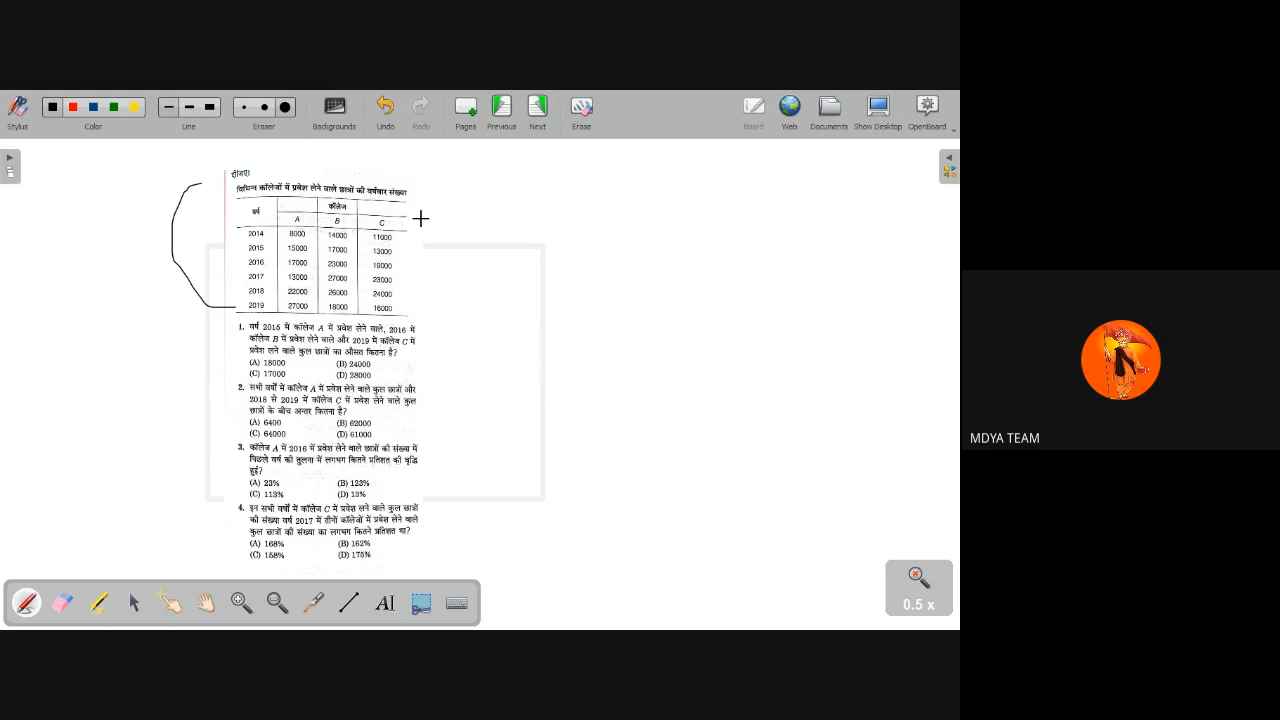 Stylus Color Line Eraser Backgrounds Undo Redo Pages Previous Next Erase Board Web Documents Show Desktop OpenBoard
दीजिए।
विभिन्न कॉलेजों में प्रवेश लेने वाले छात्रों की वर्षवार संख्या
वर्ष कॉलेज
A B C
2014 8000 14000 11000
2015 15000 17000 13000
2016 17000 23000 19000
2017 13000 27000 23000
2018 22000 26000 24000
2019 27000 18000 16000
1. वर्ष 2015 में कॉलेज A में प्रवेश लेने वाले, 2016 में
कॉलेज B में प्रवेश लेने वाले और 2019 में कॉलेज C में
प्रवेश लने वाले कुल छात्रों का औसत कितना है?
(A) 18000 (B) 24000
(C) 17000 (D) 28000
2. सभी वर्षों में कॉलेज A में प्रवेश लेने वाले कुल छात्रों और
2018 से 2019 में कॉलेज C में प्रवेश लेने वाले कुल
छात्रों के बीच अन्तर कितना है?
(A) 6400 (B) 62000
(C) 64000 (D) 61000
3. कॉलेज A में 2016 में प्रवेश लेने वाले छात्रों की संख्या में
पिछले वर्ष की तुलना में लगभग कितने प्रतिशत की वृद्धि
हुई?
(A) 23% (B) 123%
(C) 113% (D) 13%
4. इन सभी वर्षों में कॉलेज C में प्रवेश लने वाले कुल छात्रों
की संख्या वर्ष 2017 में तीनों कॉलेजों में प्रवेश लेने वाले
कुल छात्रों की संख्या का लगभग कितने प्रतिशत था?
(A) 168% (B) 162%
(C) 158% (D) 175%
MDYA TEAM
0.5 x